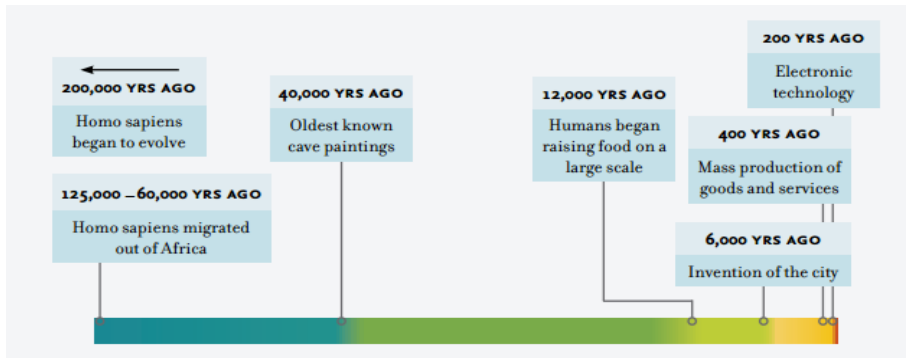 200,000 YRS AGO
Homo sapiens
began to evolve
125,000 – 60,000 YRS AGO
Homo sapiens migrated
out of Africa
40,000 YRS AGO
Oldest known
cave paintings
12,000 YRS AGO
Humans began
raising food on a
large scale
200 YRS AGO
Electronic
technology
400 YRS AGO
Mass production of
goods and services
6,000 YRS AGO
Invention of the city